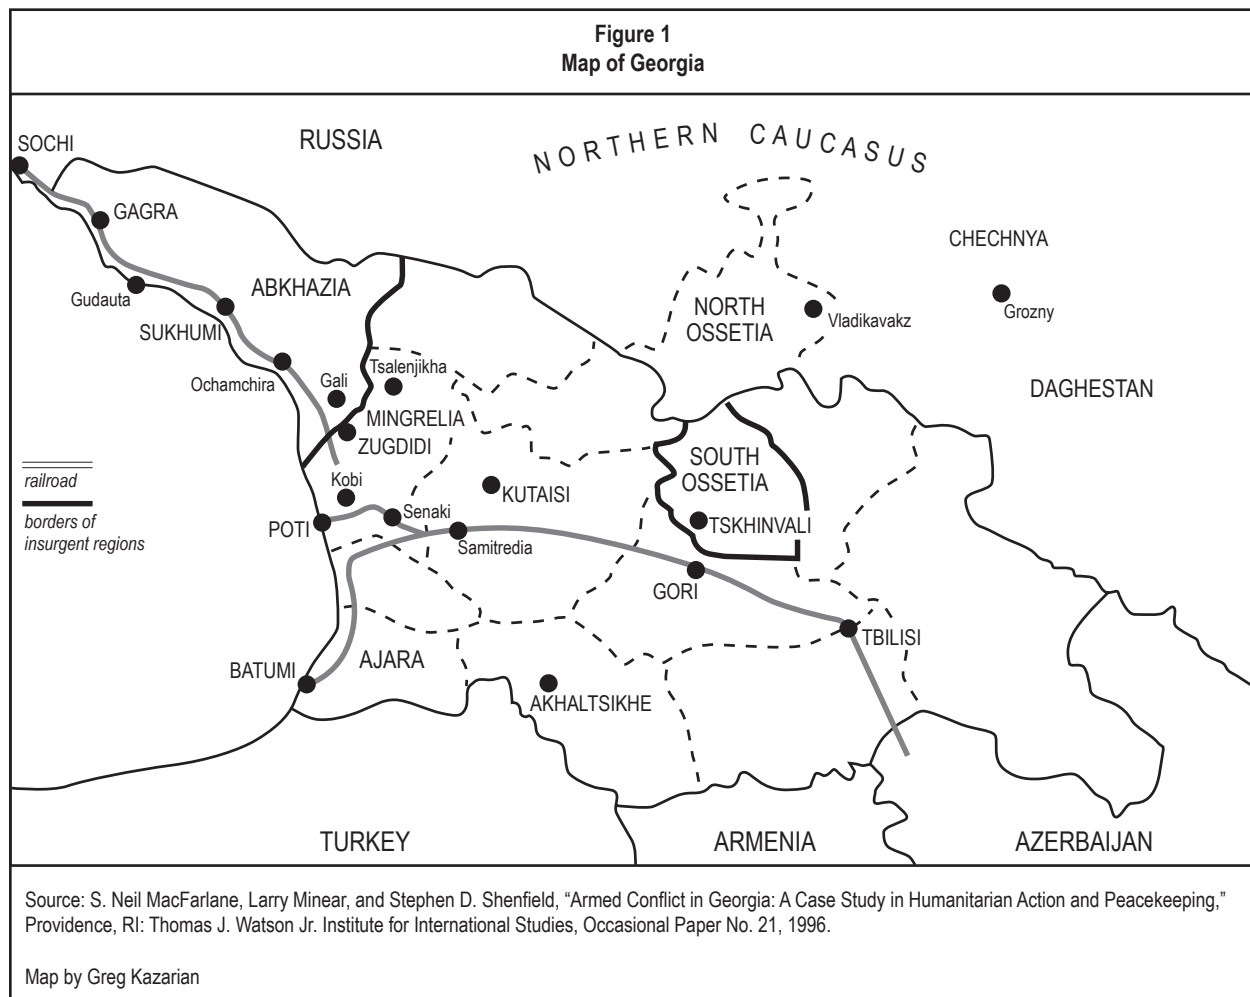 Figure 1
Map of Georgia
SOCHI
RUSSIA
NORTHERN CAUCASUS
GAGRA
CHECHNYA
Gudauta
ABKHAZIA
SUKHUMI
NORTH
OSSETIA
Vladikavakz
Grozny
Ochamchira
Gali
Tsalenjikha
DAGHESTAN
MINGRELIA
ZUGDIDI
SOUTH
OSSETIA
railroad
borders of
insurgent regions
Kobi
KUTAISI
POTI
Senaki
Samitredia
TSKHINVALI
GORI
TBILISI
BATUMI
AJARA
AKHALTSIKHE
TURKEY
ARMENIA
AZERBAIJAN
Source: S. Neil MacFarlane, Larry Minear, and Stephen D. Shenfield, “Armed Conflict in Georgia: A Case Study in Humanitarian Action and Peacekeeping,”
Providence, RI: Thomas J. Watson Jr. Institute for International Studies, Occasional Paper No. 21, 1996.
Map by Greg Kazarian